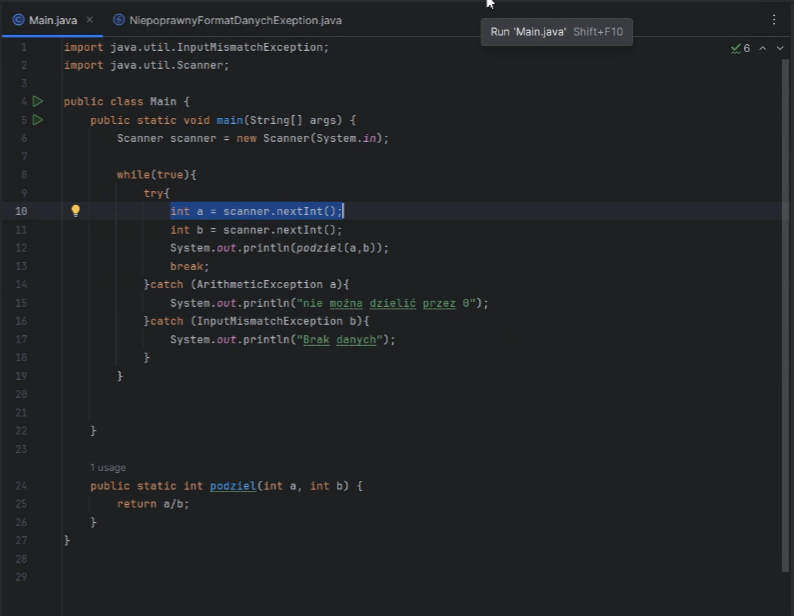 Main.java
NiepoprawnyFormatDanychExeption.java
Run 'Main.java' Shift+F10
6
1 import java.util.InputMismatchException;
2 import java.util.Scanner;
3
4 public class Main {
5 public static void main(String[] args) {
6 Scanner scanner = new Scanner(System.in);
7
8 while(true){
9 try{
10 int a = scanner.nextInt();
11 int b = scanner.nextInt();
12 System.out.println(podziel(a,b));
13 break;
14 }catch (ArithmeticException a){
15 System.out.println("nie można dzielić przez 0");
16 }catch (InputMismatchException b){
17 System.out.println("Brak danych");
18 }
19 }
20
21
22 }
23
1 usage
24 public static int podziel(int a, int b) {
25 return a/b;
26 }
27 }
28
29